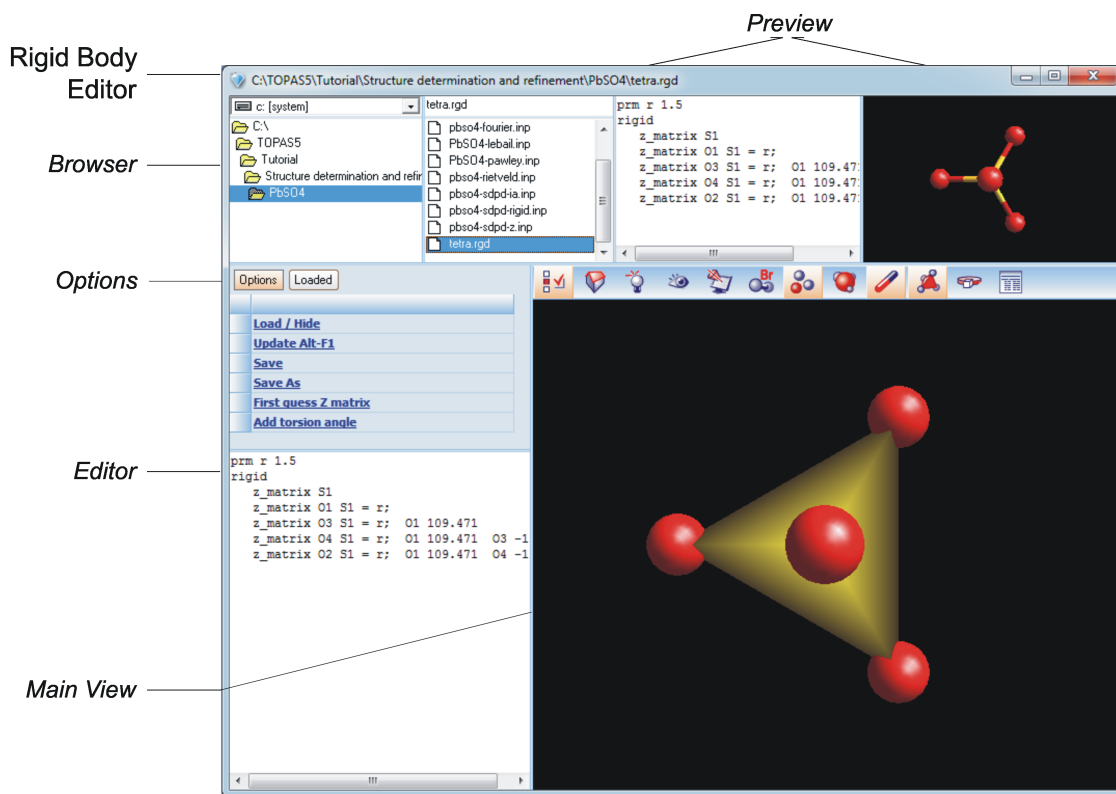 Preview
Rigid Body
Editor
C:\TOPAS5\Tutorial\Structure determination and refinement\PbSO4\tetra.rgd
Browser
c: [system]
C:\
TOPAS5
Tutorial
Structure determination and refir
PbSO4
tetra.rgd
pbso4-fourier.inp
PbSO4-lebail.inp
PbSO4-pawley.inp
pbso4-rietveld.inp
pbso4-sdpd-ia.inp
pbso4-sdpd-rigid.inp
pbso4-sdpd-z.inp
tetra.rgd
prm r 1.5
rigid
z_matrix S1
z_matrix O1 S1 = r;
z_matrix O3 S1 = r; O1 109.471
z_matrix O4 S1 = r; O1 109.471
z_matrix O2 S1 = r; O1 109.471
Options
Options Loaded
Br
Load / Hide
Update Alt-F1
Save
Save As
First guess Z matrix
Add torsion angle
Editor
prm r 1.5
rigid
z_matrix S1
z_matrix O1 S1 = r;
z_matrix O3 S1 = r; O1 109.471
z_matrix O4 S1 = r; O1 109.471 O3 -1
z_matrix O2 S1 = r; O1 109.471 O4 -1
Main View